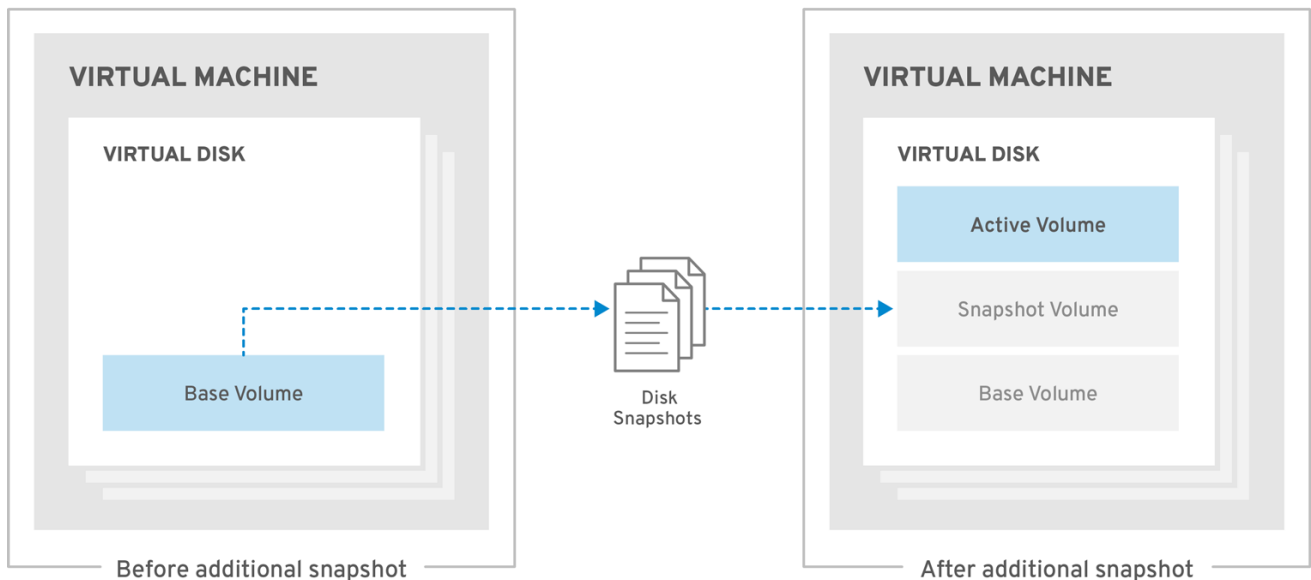 VIRTUAL MACHINE
VIRTUAL DISK
Base Volume
Before additional snapshot
Disk
Snapshots
VIRTUAL MACHINE
VIRTUAL DISK
Active Volume
Snapshot Volume
Base Volume
After additional snapshot